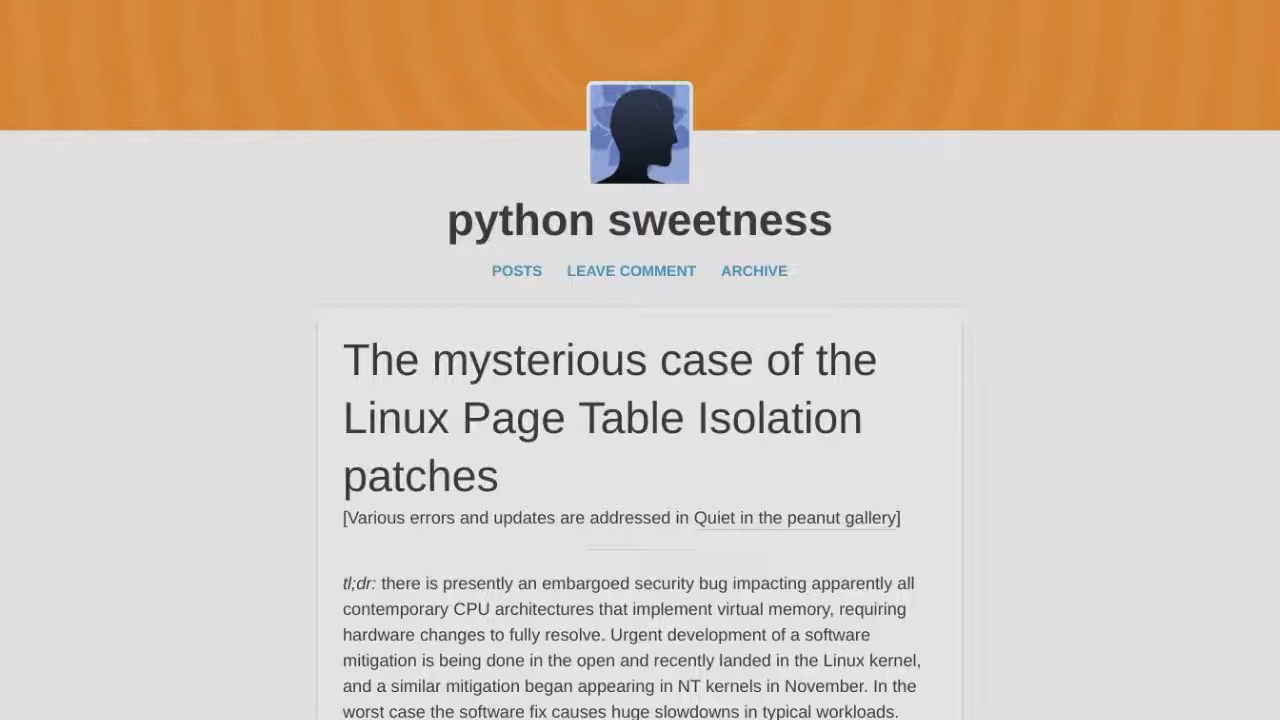 python sweetness
POSTS LEAVE COMMENT ARCHIVE
The mysterious case of the
Linux Page Table Isolation
patches
[Various errors and updates are addressed in Quiet in the peanut gallery]
tl;dr: there is presently an embargoed security bug impacting apparently all
contemporary CPU architectures that implement virtual memory, requiring
hardware changes to fully resolve. Urgent development of a software
mitigation is being done in the open and recently landed in the Linux kernel,
and a similar mitigation began appearing in NT kernels in November. In the
worst case the software fix causes huge slowdowns in typical workloads.